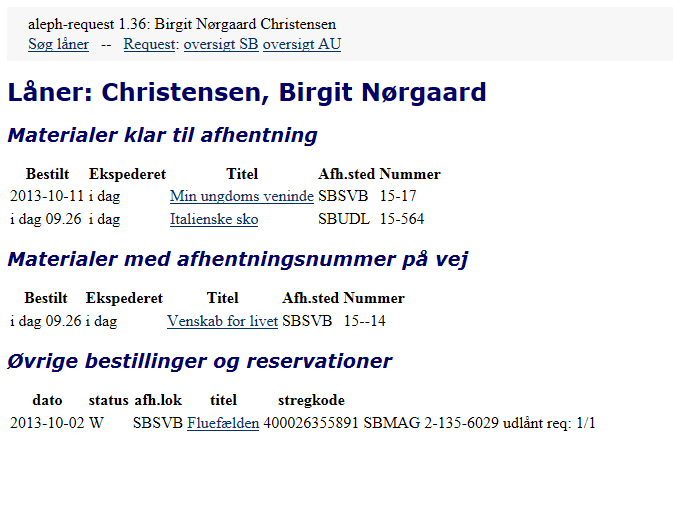 aleph-request 1.36: Birgit Nørgaard Christensen
Søg låner -- Request: oversigt SB oversigt AU
Låner: Christensen, Birgit Nørgaard
Materialer klar til afhentning
Bestilt Ekspederet Titel Afh.sted Nummer
2013-10-11 i dag Min ungdoms veninde SBSVB 15-17
i dag 09.26 i dag Italienske sko SBUDL 15-564
Materialer med afhentningsnummer på vej
Bestilt Ekspederet Titel Afh.sted Nummer
i dag 09.26 i dag Venskab for livet SBSVB 15--14
Øvrige bestillinger og reservationer
dato status afh.lok titel stregkode
2013-10-02 W SBSVB Fluefælden 400026355891 SBMAG 2-135-6029 udlånt req: 1/1